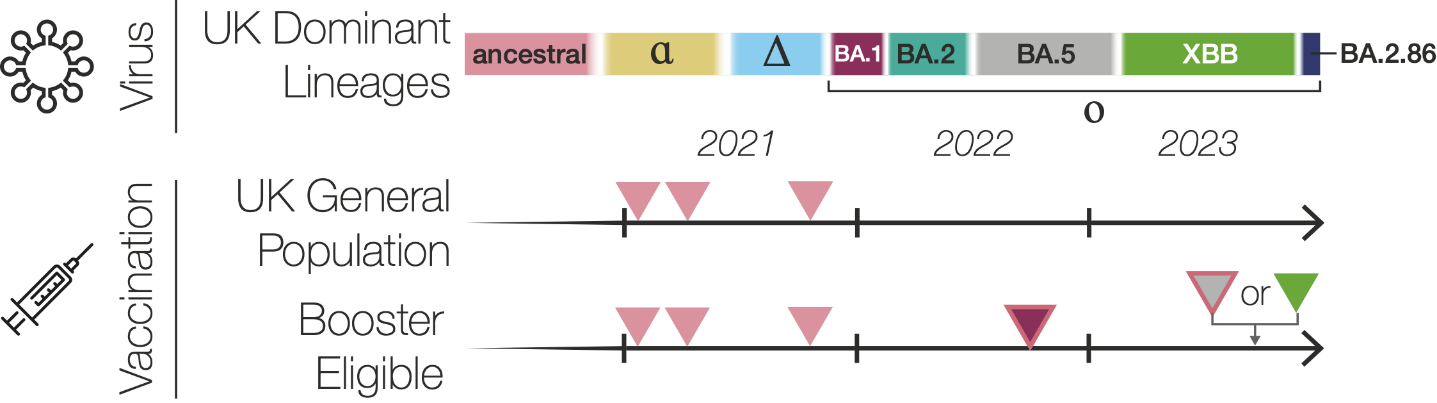 Virus
UK Dominant
Lineages
ancestral α Δ BA.1 BA.2 BA.5 XBB BA.2.86
ο
2021 2022 2023
Vaccination
UK General
Population
Booster
Eligible
or